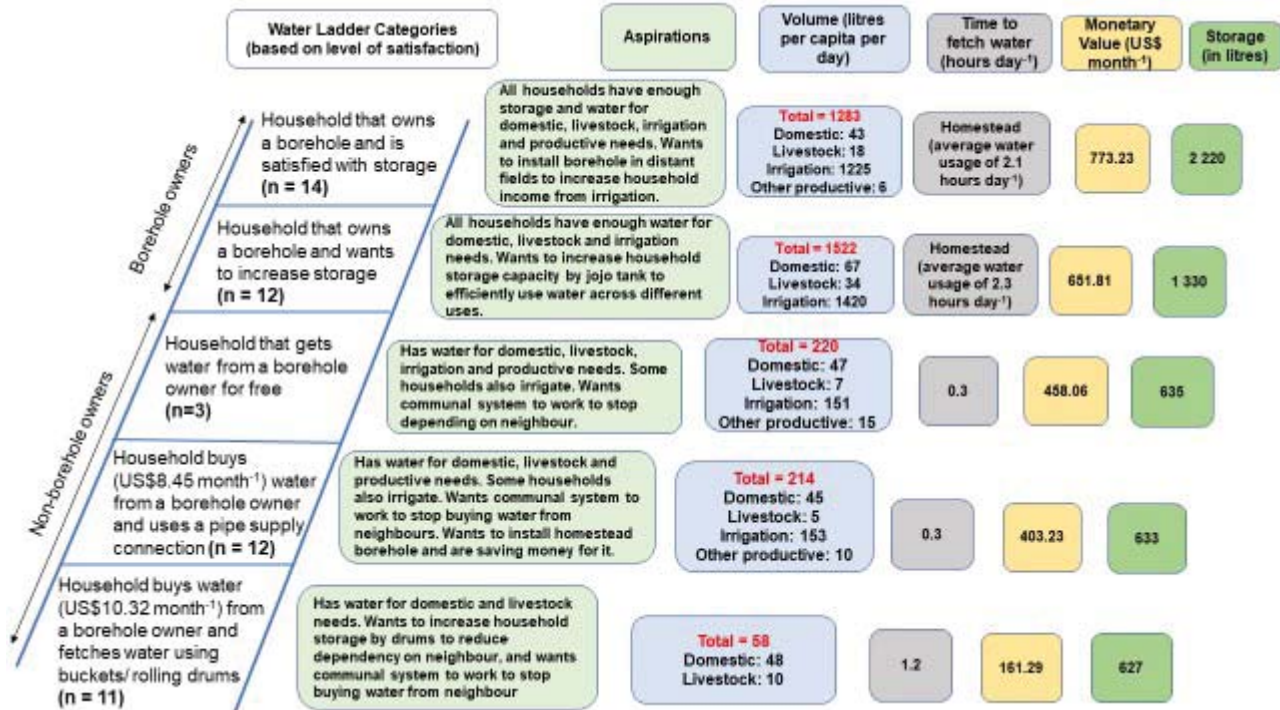 Water Ladder Categories
(based on level of satisfaction)
Aspirations
Volume (litres
per capita per
day)
Time to
fetch water
(hours day⁻¹)
Monetary
Value (US$
month⁻¹)
Storage
(in litres)
Borehole owners
Non-borehole owners
Household that owns
a borehole and is
satisfied with storage
(n = 14)
All households have enough
storage and water for
domestic, livestock, irrigation
and productive needs. Wants
to install borehole in distant
fields to increase household
income from irrigation.
Total = 1283
Domestic: 43
Livestock: 18
Irrigation: 1225
Other productive: 6
Homestead
(average water
usage of 2.1
hours day⁻¹)
773.23
2 220
Household that owns
a borehole and wants
to increase storage
(n = 12)
All households have enough water for
domestic, livestock and irrigation
needs. Wants to increase household
storage capacity by jojo tank to
efficiently use water across different
uses.
Total = 1522
Domestic: 67
Livestock: 34
Irrigation: 1420
Homestead
(average water
usage of 2.3
hours day⁻¹)
651.81
1 330
Household that gets
water from a borehole
owner for free
(n=3)
Has water for domestic, livestock,
irrigation and productive needs. Some
households also irrigate. Wants
communal system to work to stop
depending on neighbour.
Total = 220
Domestic: 47
Livestock: 7
Irrigation: 151
Other productive: 15
0.3
458.06
635
Household buys
(US$8.45 month⁻¹) water
from a borehole owner
and uses a pipe supply
connection (n = 12)
Has water for domestic, livestock and
productive needs. Some households
also irrigate. Wants communal system to
work to stop buying water from
neighbours. Wants to install homestead
borehole and are saving money for it.
Total = 214
Domestic: 45
Livestock: 5
Irrigation: 153
Other productive: 10
0.3
403.23
633
Household buys water
(US$10.32 month⁻¹) from
a borehole owner and
fetches water using
buckets/ rolling drums
(n = 11)
Has water for domestic and livestock
needs. Wants to increase household
storage by drums to reduce
dependency on neighbour, and wants
communal system to work to stop
buying water from neighbour
Total = 58
Domestic: 48
Livestock: 10
1.2
161.29
627